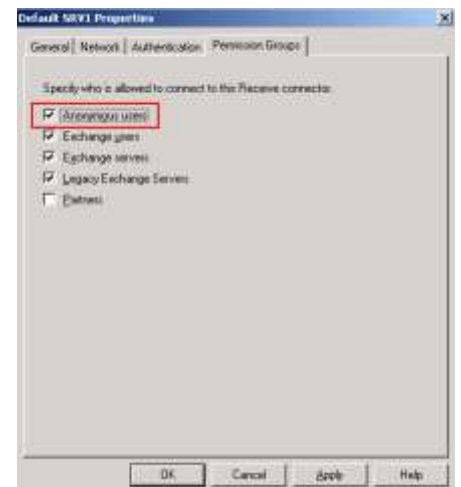 Default SRV1 Properties
General Network Authentication Permission Groups
Specify who is allowed to connect to this Receive connector.
Anonymous users
Exchange users
Exchange servers
Legacy Exchange Servers
Partners
OK Cancel Apply Help